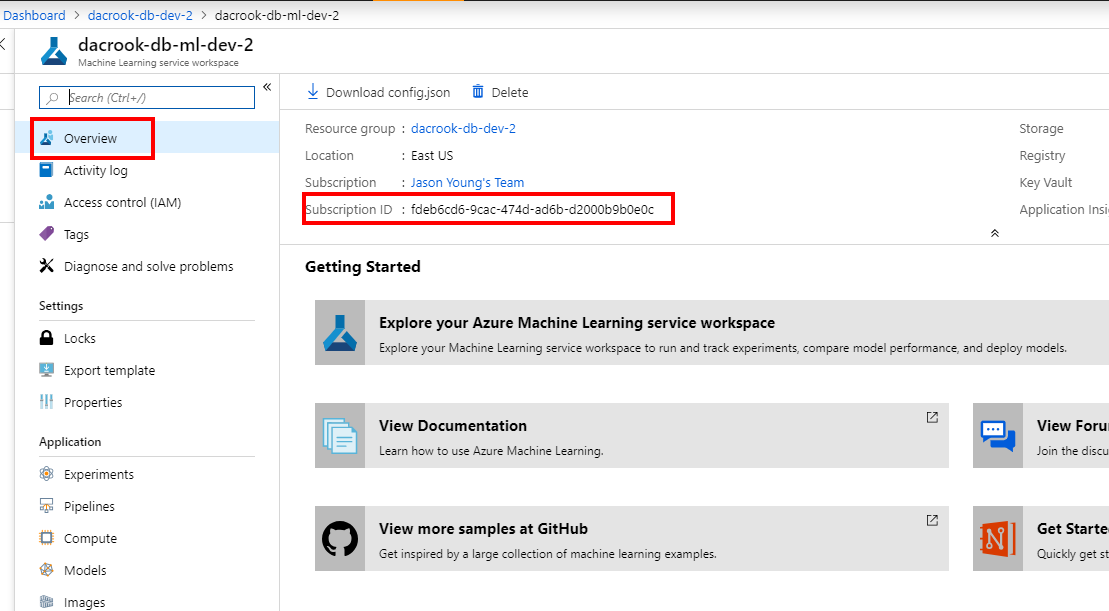 Dashboard > dacrook-db-dev-2 > dacrook-db-ml-dev-2
dacrook-db-ml-dev-2
Machine Learning service workspace
Search (Ctrl+/)
Overview
Activity log
Access control (IAM)
Tags
Diagnose and solve problems
Settings
Locks
Export template
Properties
Application
Experiments
Pipelines
Compute
Models
Images
Download config.json Delete
Resource group : dacrook-db-dev-2
Location : East US
Subscription : Jason Young's Team
Subscription ID : fdeb6cd6-9cac-474d-ad6b-d2000b9b0e0c
Storage
Registry
Key Vault
Application Insi
Getting Started
Explore your Azure Machine Learning service workspace
Explore your Machine Learning service workspace to run and track experiments, compare model performance, and deploy models.
View Documentation
Learn how to use Azure Machine Learning.
View Foru
Join the discu
View more samples at GitHub
Get inspired by a large collection of machine learning examples.
Get Starte
Quickly get st